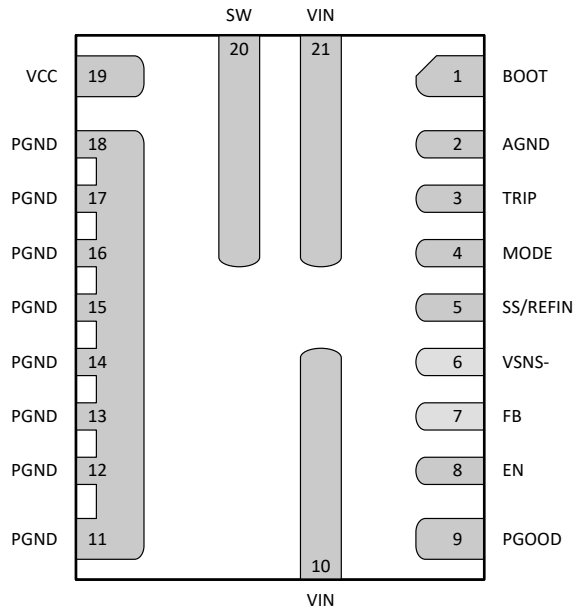 SW VIN
20 21
VCC 19 1 BOOT
PGND 18 2 AGND
PGND 17 3 TRIP
PGND 16 4 MODE
PGND 15 5 SS/REFIN
PGND 14 6 VSNS-
PGND 13 7 FB
PGND 12 8 EN
PGND 11 9 PGOOD
10
VIN